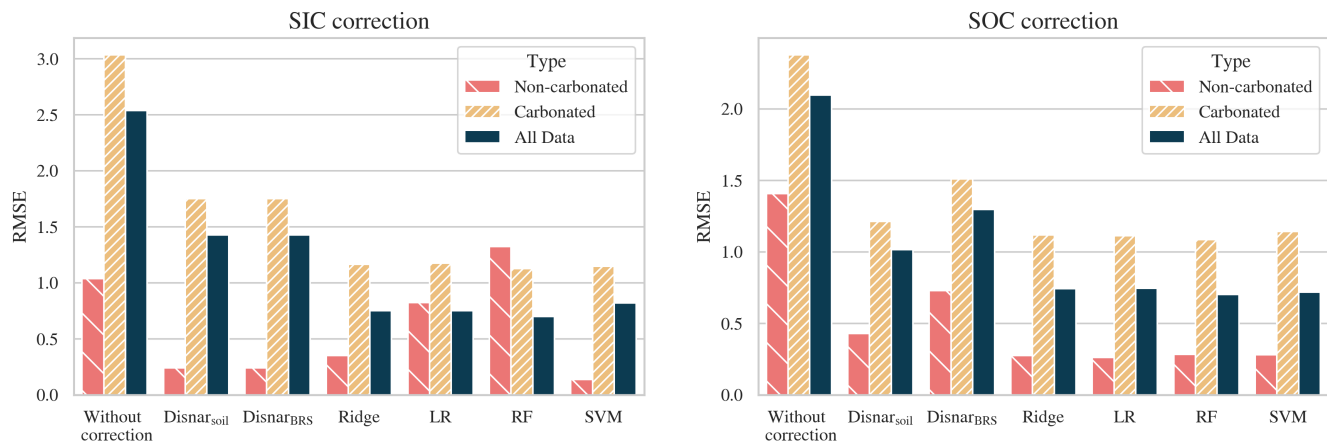 SIC correction
RMSE
3.0
2.5
2.0
1.5
1.0
0.5
0.0
Type
Non-carbonated
Carbonated
All Data
Without correction
Disnarsoil
DisnarBRS
Ridge
LR
RF
SVM
SOC correction
RMSE
2.0
1.5
1.0
0.5
0.0
Type
Non-carbonated
Carbonated
All Data
Without correction
Disnarsoil
DisnarBRS
Ridge
LR
RF
SVM